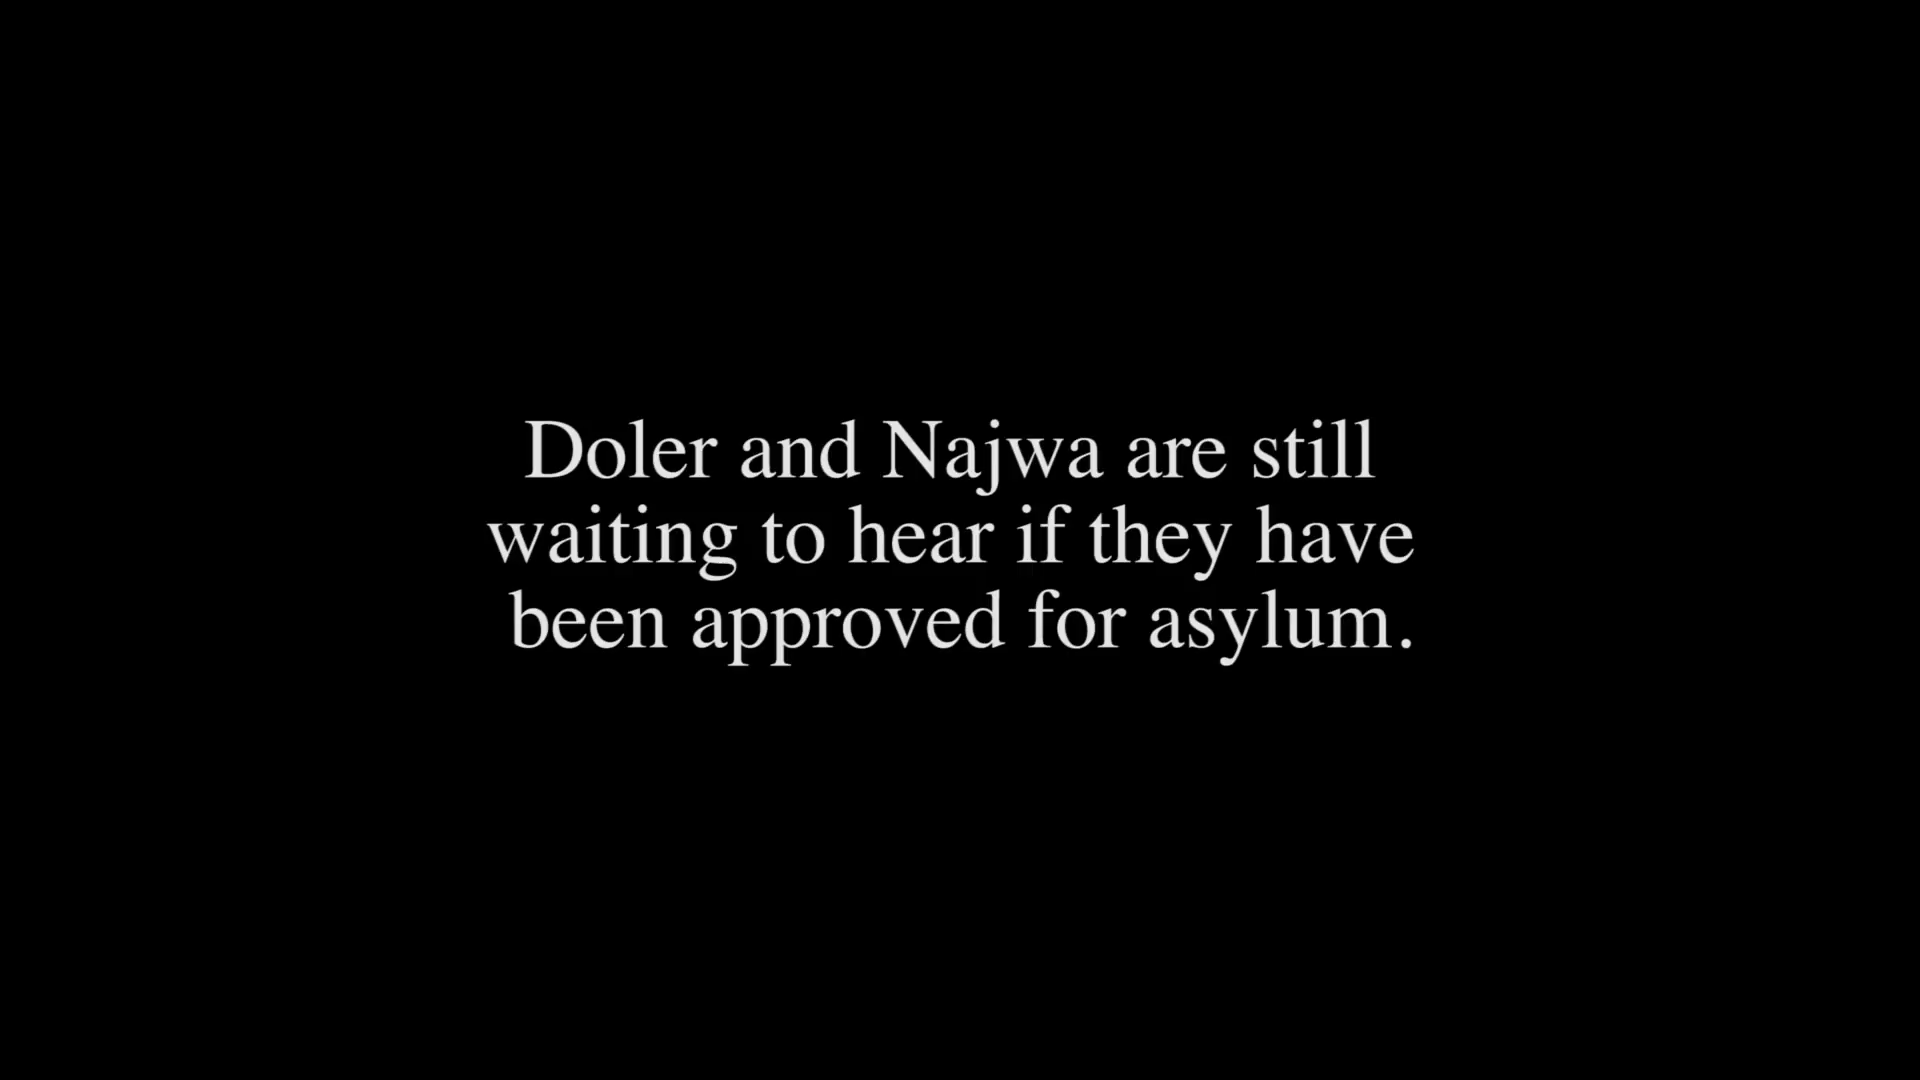 Doler and Najwa are still
waiting to hear if they have
been approved for asylum.